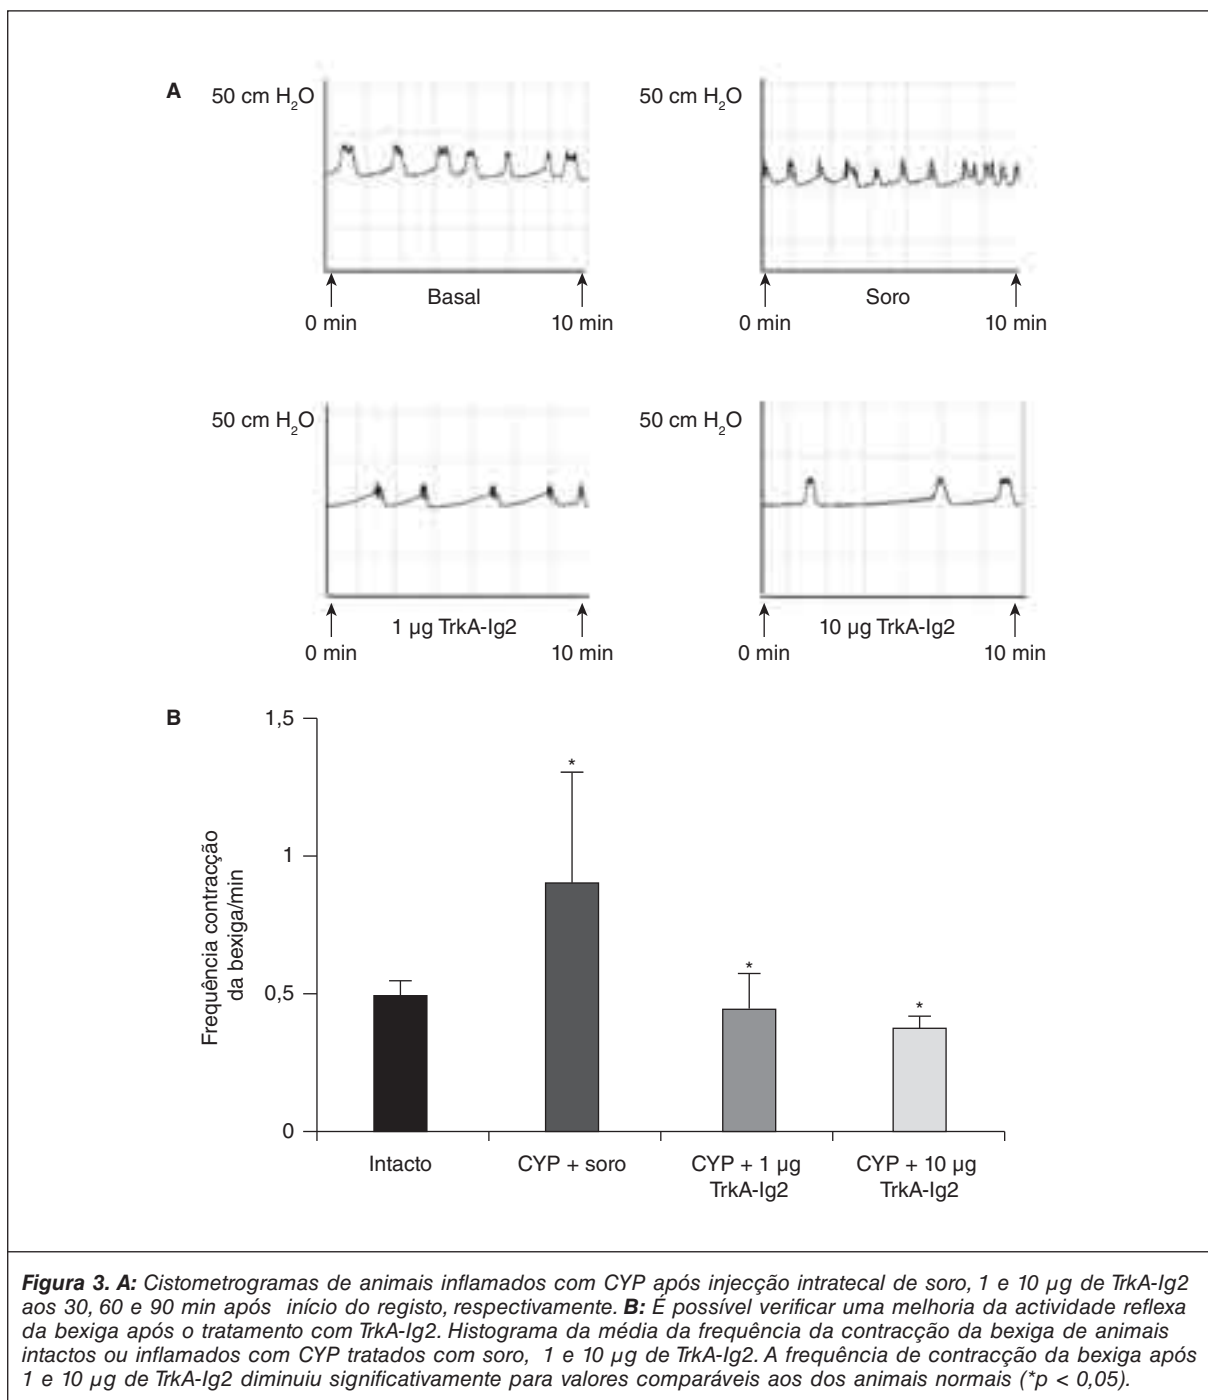 A
50 cm H₂O
50 cm H₂O
Basal
Soro
0 min
10 min
0 min
10 min
50 cm H₂O
50 cm H₂O
1 µg TrkA-Ig2
10 µg TrkA-Ig2
0 min
10 min
0 min
10 min
B
Frequência contracção
da bexiga/min
1,5
1
0,5
0
*
*
*
Intacto
CYP + soro
CYP + 1 µg
TrkA-Ig2
CYP + 10 µg
TrkA-Ig2
Figura 3. A: Cistometrogramas de animais inflamados com CYP após injecção intratecal de soro, 1 e 10 µg de TrkA-Ig2
aos 30, 60 e 90 min após início do registo, respectivamente. B: É possível verificar uma melhoria da actividade reflexa
da bexiga após o tratamento com TrkA-Ig2. Histograma da média da frequência da contracção da bexiga de animais
intactos ou inflamados com CYP tratados com soro, 1 e 10 µg de TrkA-Ig2. A frequência de contracção da bexiga após
1 e 10 µg de TrkA-Ig2 diminuiu significativamente para valores comparáveis aos dos animais normais (*p < 0,05).